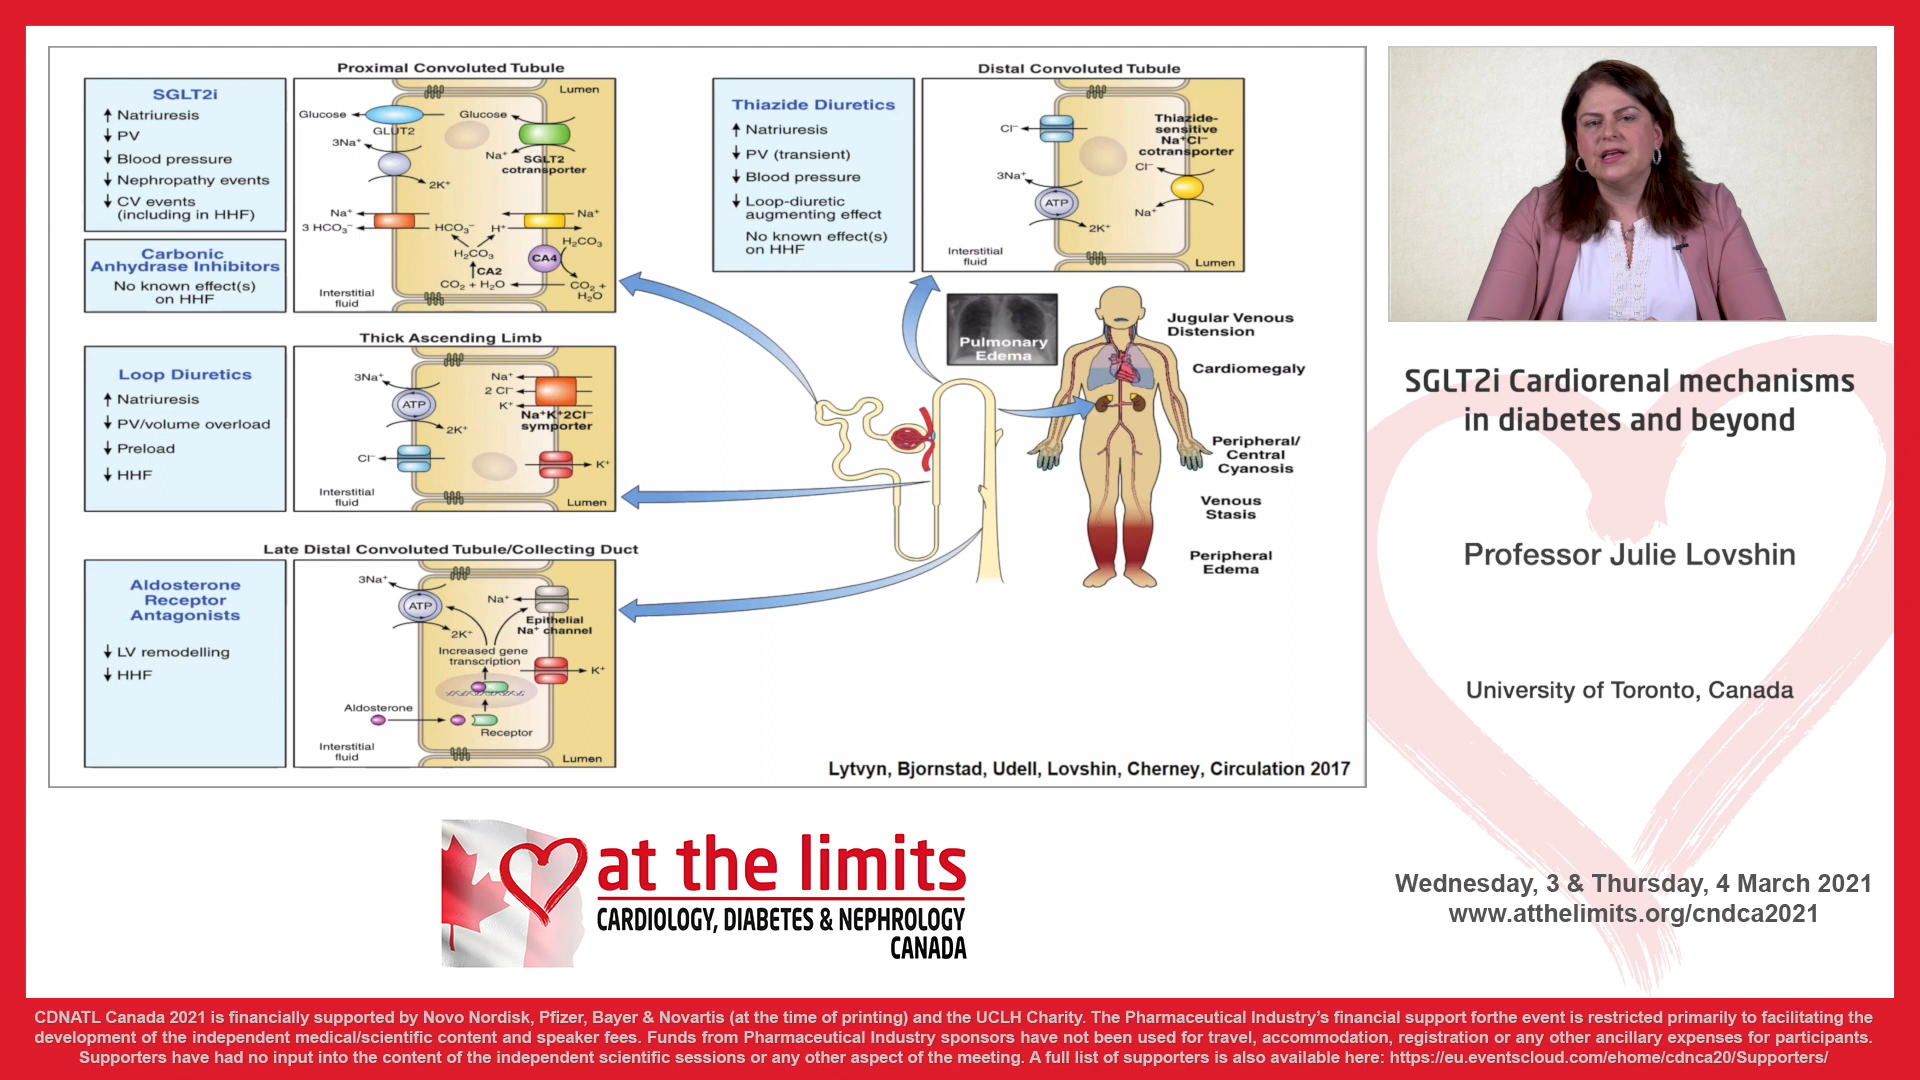 Proximal Convoluted Tubule
SGLT2i
↑ Natriuresis
↓ PV
↓ Blood pressure
↓ Nephropathy events
↓ CV events
(including in HHF)
Carbonic
Anhydrase Inhibitors
No known effect(s)
on HHF
Lumen
Glucose
GLUT2
Glucose
3Na⁺
Na⁺
SGLT2
cotransporter
2K⁺
Na⁺
3 HCO₃⁻
HCO₃⁻
H⁺
Na⁺
H₂CO₃
H₂CO₃
CA4
CA2
CO₂ + H₂O
CO₂ +
H₂O
Interstitial
fluid
Thick Ascending Limb
Loop Diuretics
↑ Natriuresis
↓ PV/volume overload
↓ Preload
↓ HHF
3Na⁺
ATP
2K⁺
Cl⁻
Na⁺
2 Cl⁻
K⁺
Na⁺K⁺2Cl⁻
symporter
K⁺
Interstitial
fluid
Lumen
Late Distal Convoluted Tubule/Collecting Duct
Aldosterone
Receptor
Antagonists
↓ LV remodelling
↓ HHF
3Na⁺
ATP
2K⁺
Na⁺
Epithelial
Na⁺ channel
Increased gene
transcription
K⁺
Aldosterone
Receptor
Interstitial
fluid
Lumen
Distal Convoluted Tubule
Thiazide Diuretics
↑ Natriuresis
↓ PV (transient)
↓ Blood pressure
↓ Loop-diuretic
augmenting effect
No known effect(s)
on HHF
Cl⁻
3Na⁺
ATP
2K⁺
Thiazide-
sensitive
Na⁺Cl⁻
cotransporter
Cl⁻
Na⁺
Interstitial
fluid
Lumen
Pulmonary
Edema
Jugular Venous
Distension
Cardiomegaly
Peripheral/
Central
Cyanosis
Venous
Stasis
Peripheral
Edema
Lytvyn, Bjornstad, Udell, Lovshin, Cherney, Circulation 2017
SGLT2i Cardiorenal mechanisms
in diabetes and beyond
Professor Julie Lovshin
University of Toronto, Canada
Wednesday, 3 & Thursday, 4 March 2021
www.atthelimits.org/cndca2021
at the limits
CARDIOLOGY, DIABETES & NEPHROLOGY
CANADA
CDNATL Canada 2021 is financially supported by Novo Nordisk, Pfizer, Bayer & Novartis (at the time of printing) and the UCLH Charity. The Pharmaceutical Industry's financial support forthe event is restricted primarily to facilitating the
development of the independent medical/scientific content and speaker fees. Funds from Pharmaceutical Industry sponsors have not been used for travel, accommodation, registration or any other ancillary expenses for participants.
Supporters have had no input into the content of the independent scientific sessions or any other aspect of the meeting. A full list of supporters is also available here: https://eu.eventscloud.com/ehome/cdnca20/Supporters/